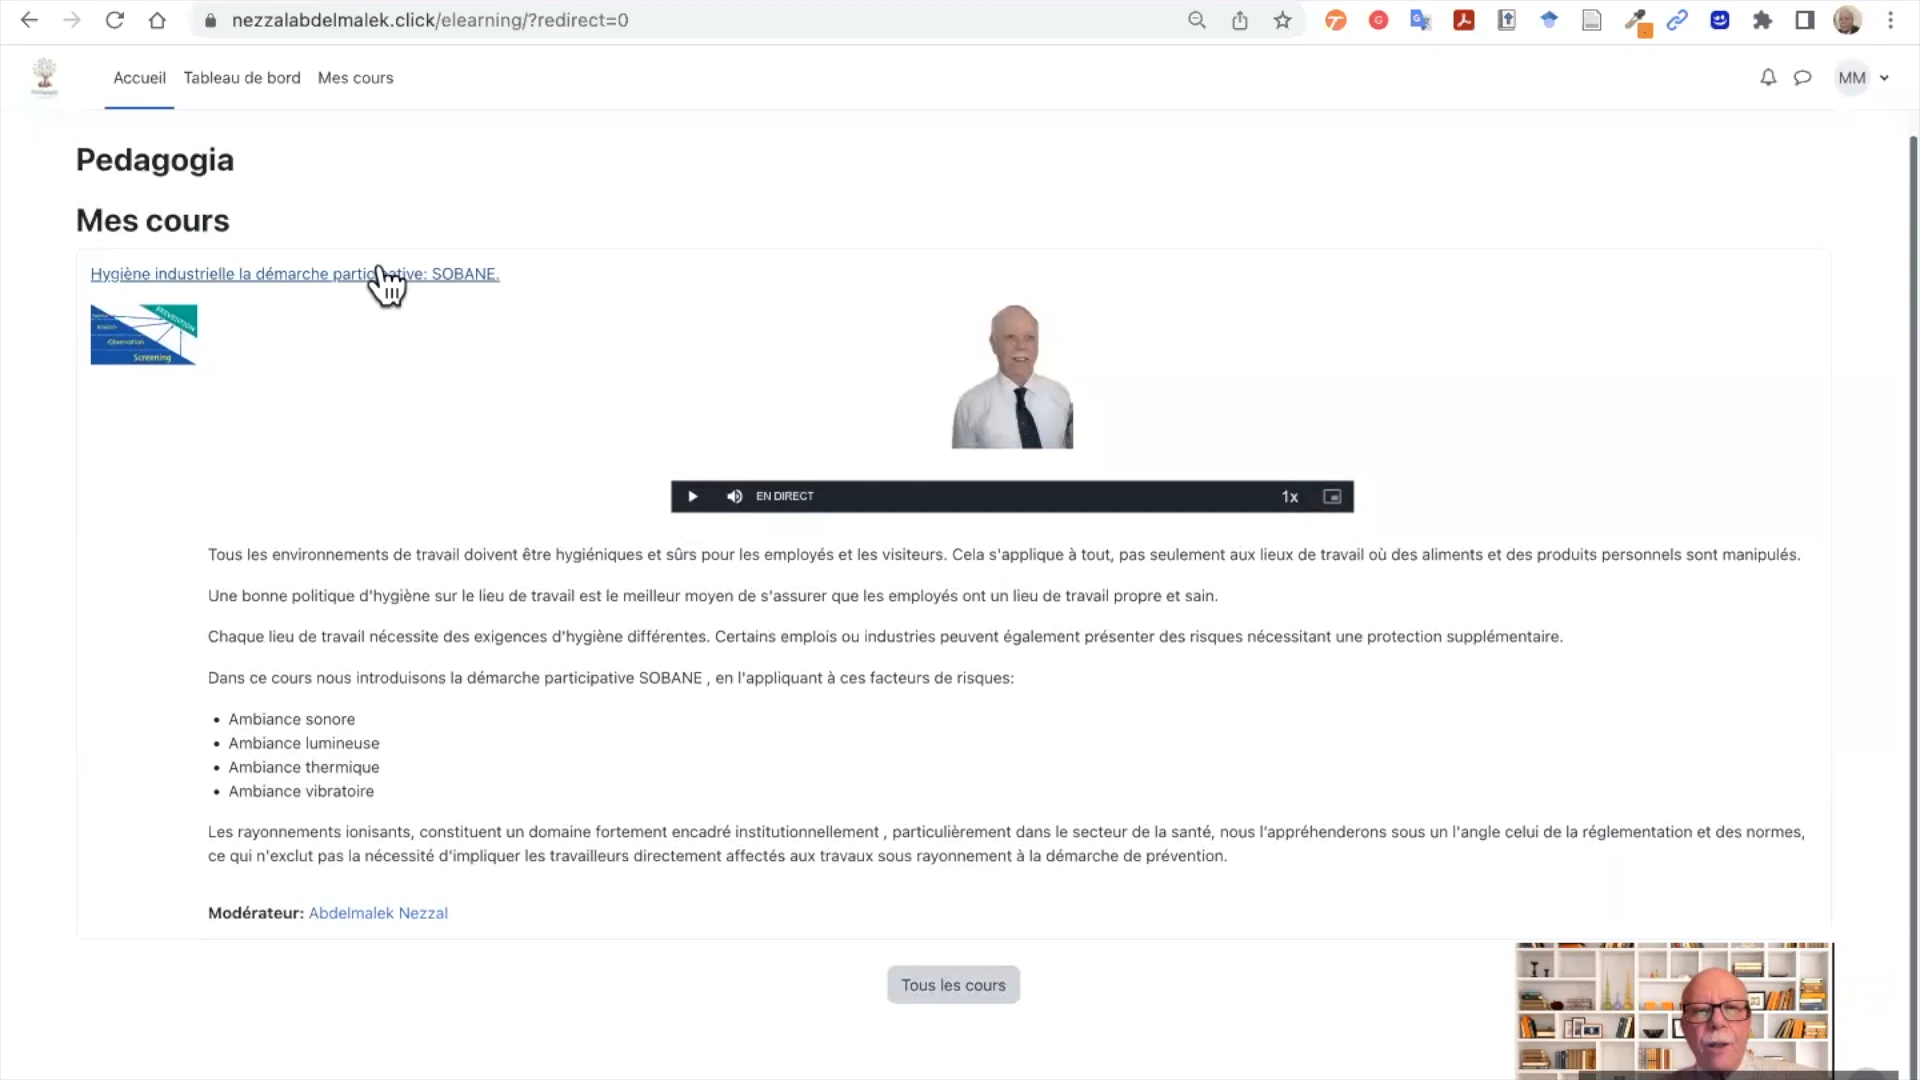 nezzalabdelmalek.click/elearning/?redirect=0
Accueil Tableau de bord Mes cours
MM
Pedagogia
Mes cours
Hygiène industrielle la démarche participative: SOBANE.
PREVENTION
Observation
Screening
EN DIRECT
1x
Tous les environnements de travail doivent être hygiéniques et sûrs pour les employés et les visiteurs. Cela s'applique à tout, pas seulement aux lieux de travail où des aliments et des produits personnels sont manipulés.
Une bonne politique d'hygiène sur le lieu de travail est le meilleur moyen de s'assurer que les employés ont un lieu de travail propre et sain.
Chaque lieu de travail nécessite des exigences d'hygiène différentes. Certains emplois ou industries peuvent également présenter des risques nécessitant une protection supplémentaire.
Dans ce cours nous introduisons la démarche participative SOBANE , en l'appliquant à ces facteurs de risques:
• Ambiance sonore
• Ambiance lumineuse
• Ambiance thermique
• Ambiance vibratoire
Les rayonnements ionisants, constituent un domaine fortement encadré institutionnellement , particulièrement dans le secteur de la santé, nous l'appréhenderons sous un l'angle celui de la réglementation et des normes,
ce qui n'exclut pas la nécessité d'impliquer les travailleurs directement affectés aux travaux sous rayonnement à la démarche de prévention.
Modérateur: Abdelmalek Nezzal
Tous les cours